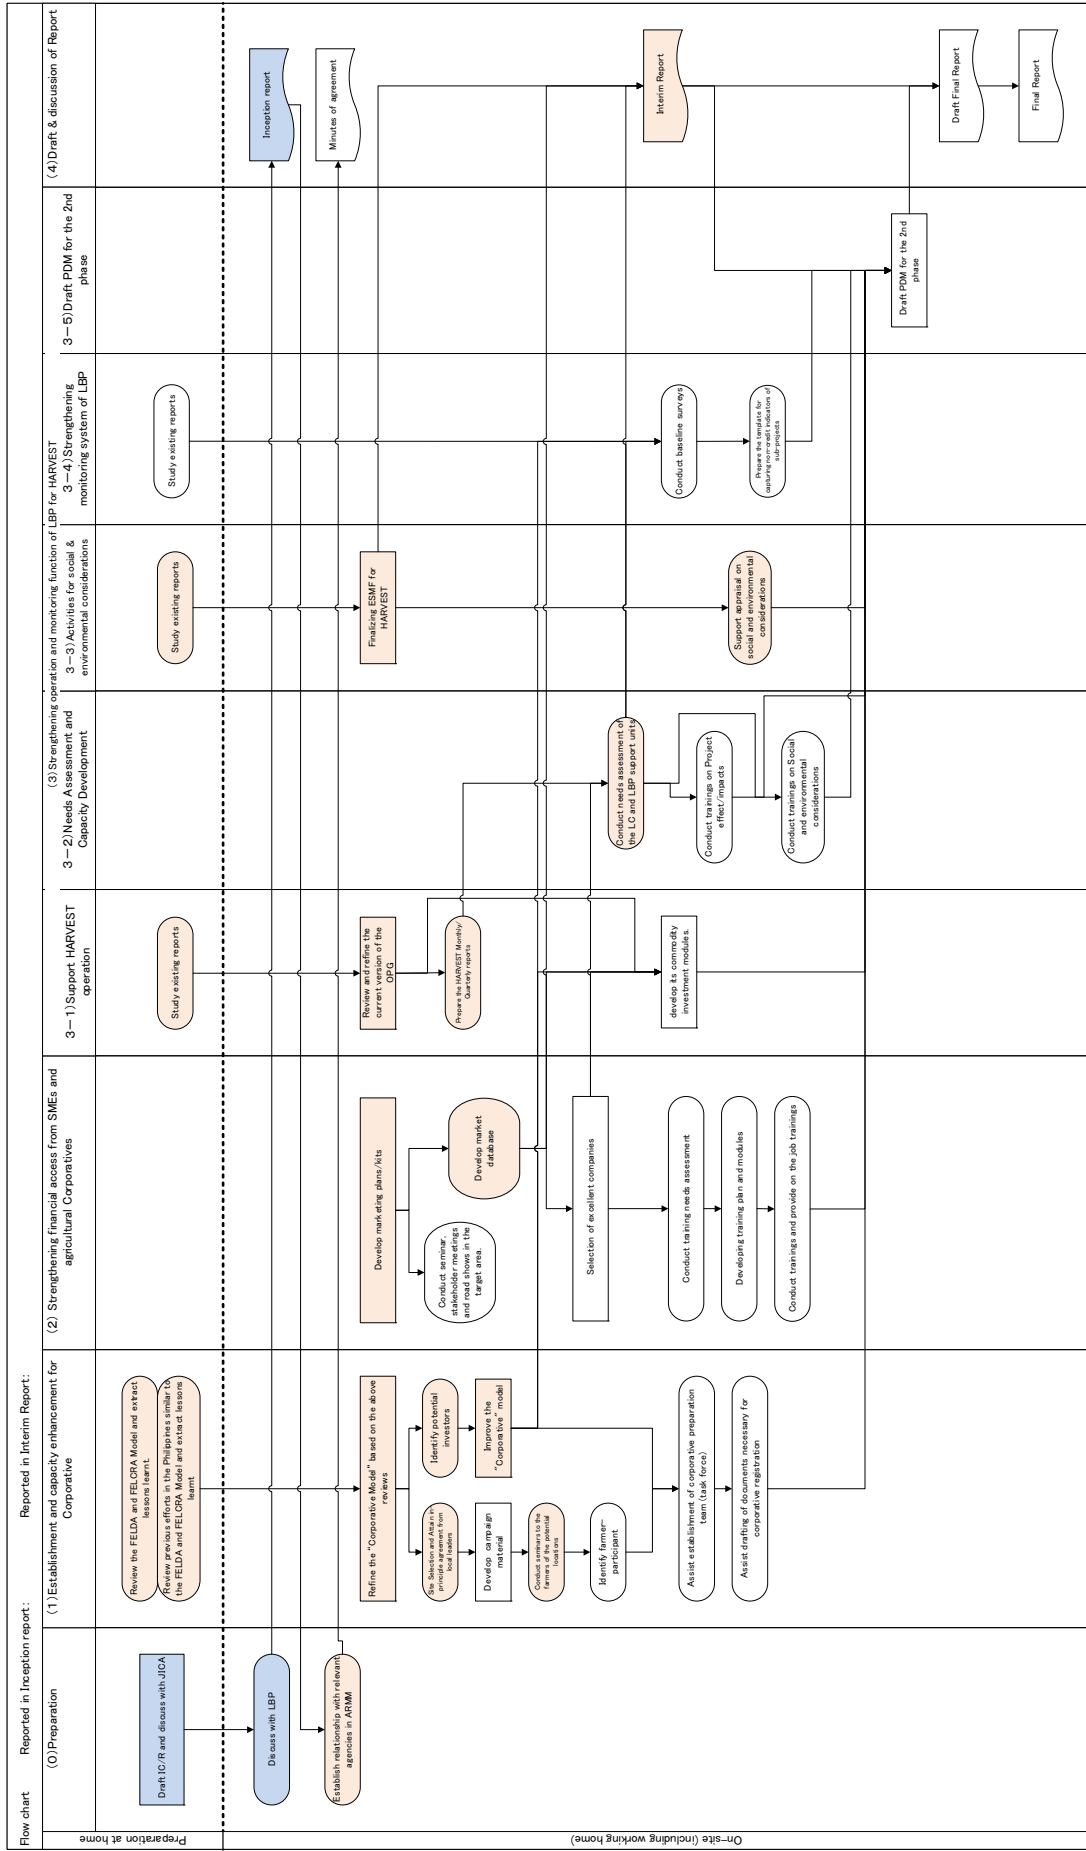 Flow chart
Reported in Inception report:
Reported in Interim Report:
(0)Preparation
(1)Establishment and capacity enhancement for
Corporative
(2) Strengthening financial access from SMEs and
agricultural Corporatives
(3)Strengthening operation and monitoring function of LBP for HARVEST
3－1)Support HARVEST
operation
3－2)Needs Assessment and
Capacity Development
3－3)Activities for social &
environmental considerations
3－4)Strengthening
monitoring system of LBP
3－5)Draft PDM for the 2nd
phase
(4)Draft & discussion of Report
Preparation at home
Draft IC/R and discuss with JICA
Review the FELDA and FELCRA Model and extract
lessons learnt.
Review previous efforts in the Philippines similar to
the FELDA and FELCRA Model and extract lessons
learnt
Study existing reports
Study existing reports
Study existing reports
On-site (including working home)
Discuss with LBP
Inception report
Establish relationship with relevant
agencies in ARMM
Minutes of agreement
Refine the "Corporative Model" based on the above
reviews
Site Selection and Attain in-
principle agreement from
local leaders
Identify potential
investors
Develop campaign
material
Improve the
"Corporative" model
Conduct seminars to the
farmers of the potential
locations
Identify farmer-
participant
Assist establishment of corporative preparation
team (task force)
Assist drafting of documents necessary for
corporative registration
Develop marketing plans/kits
Conduct seminar,
stakeholder meetings
and road shows in the
target area.
Develop market
database
Selection of excellent companies
Conduct training needs assessment
Developing training plan and modules
Conduct trainings and provide on the job trainings
Review and refine the
current version of the
OPG
Prepare the HARVEST Monthly/
Quarterly reports
develop its commodity
investment modules.
Conduct needs assessment of
the LC and LBP support units
Conduct trainings on Project
effect/impacts
Conduct trainings on Social
and environmental
considerations
Finalizing ESMF for
HARVEST
Support appraisal on
social and environmental
considerations
Conduct baseline surveys
Prepare the template for
capturing non-credit indicators of
sub-projects
Draft PDM for the 2nd
phase
Interim Report
Draft Final Report
Final Report